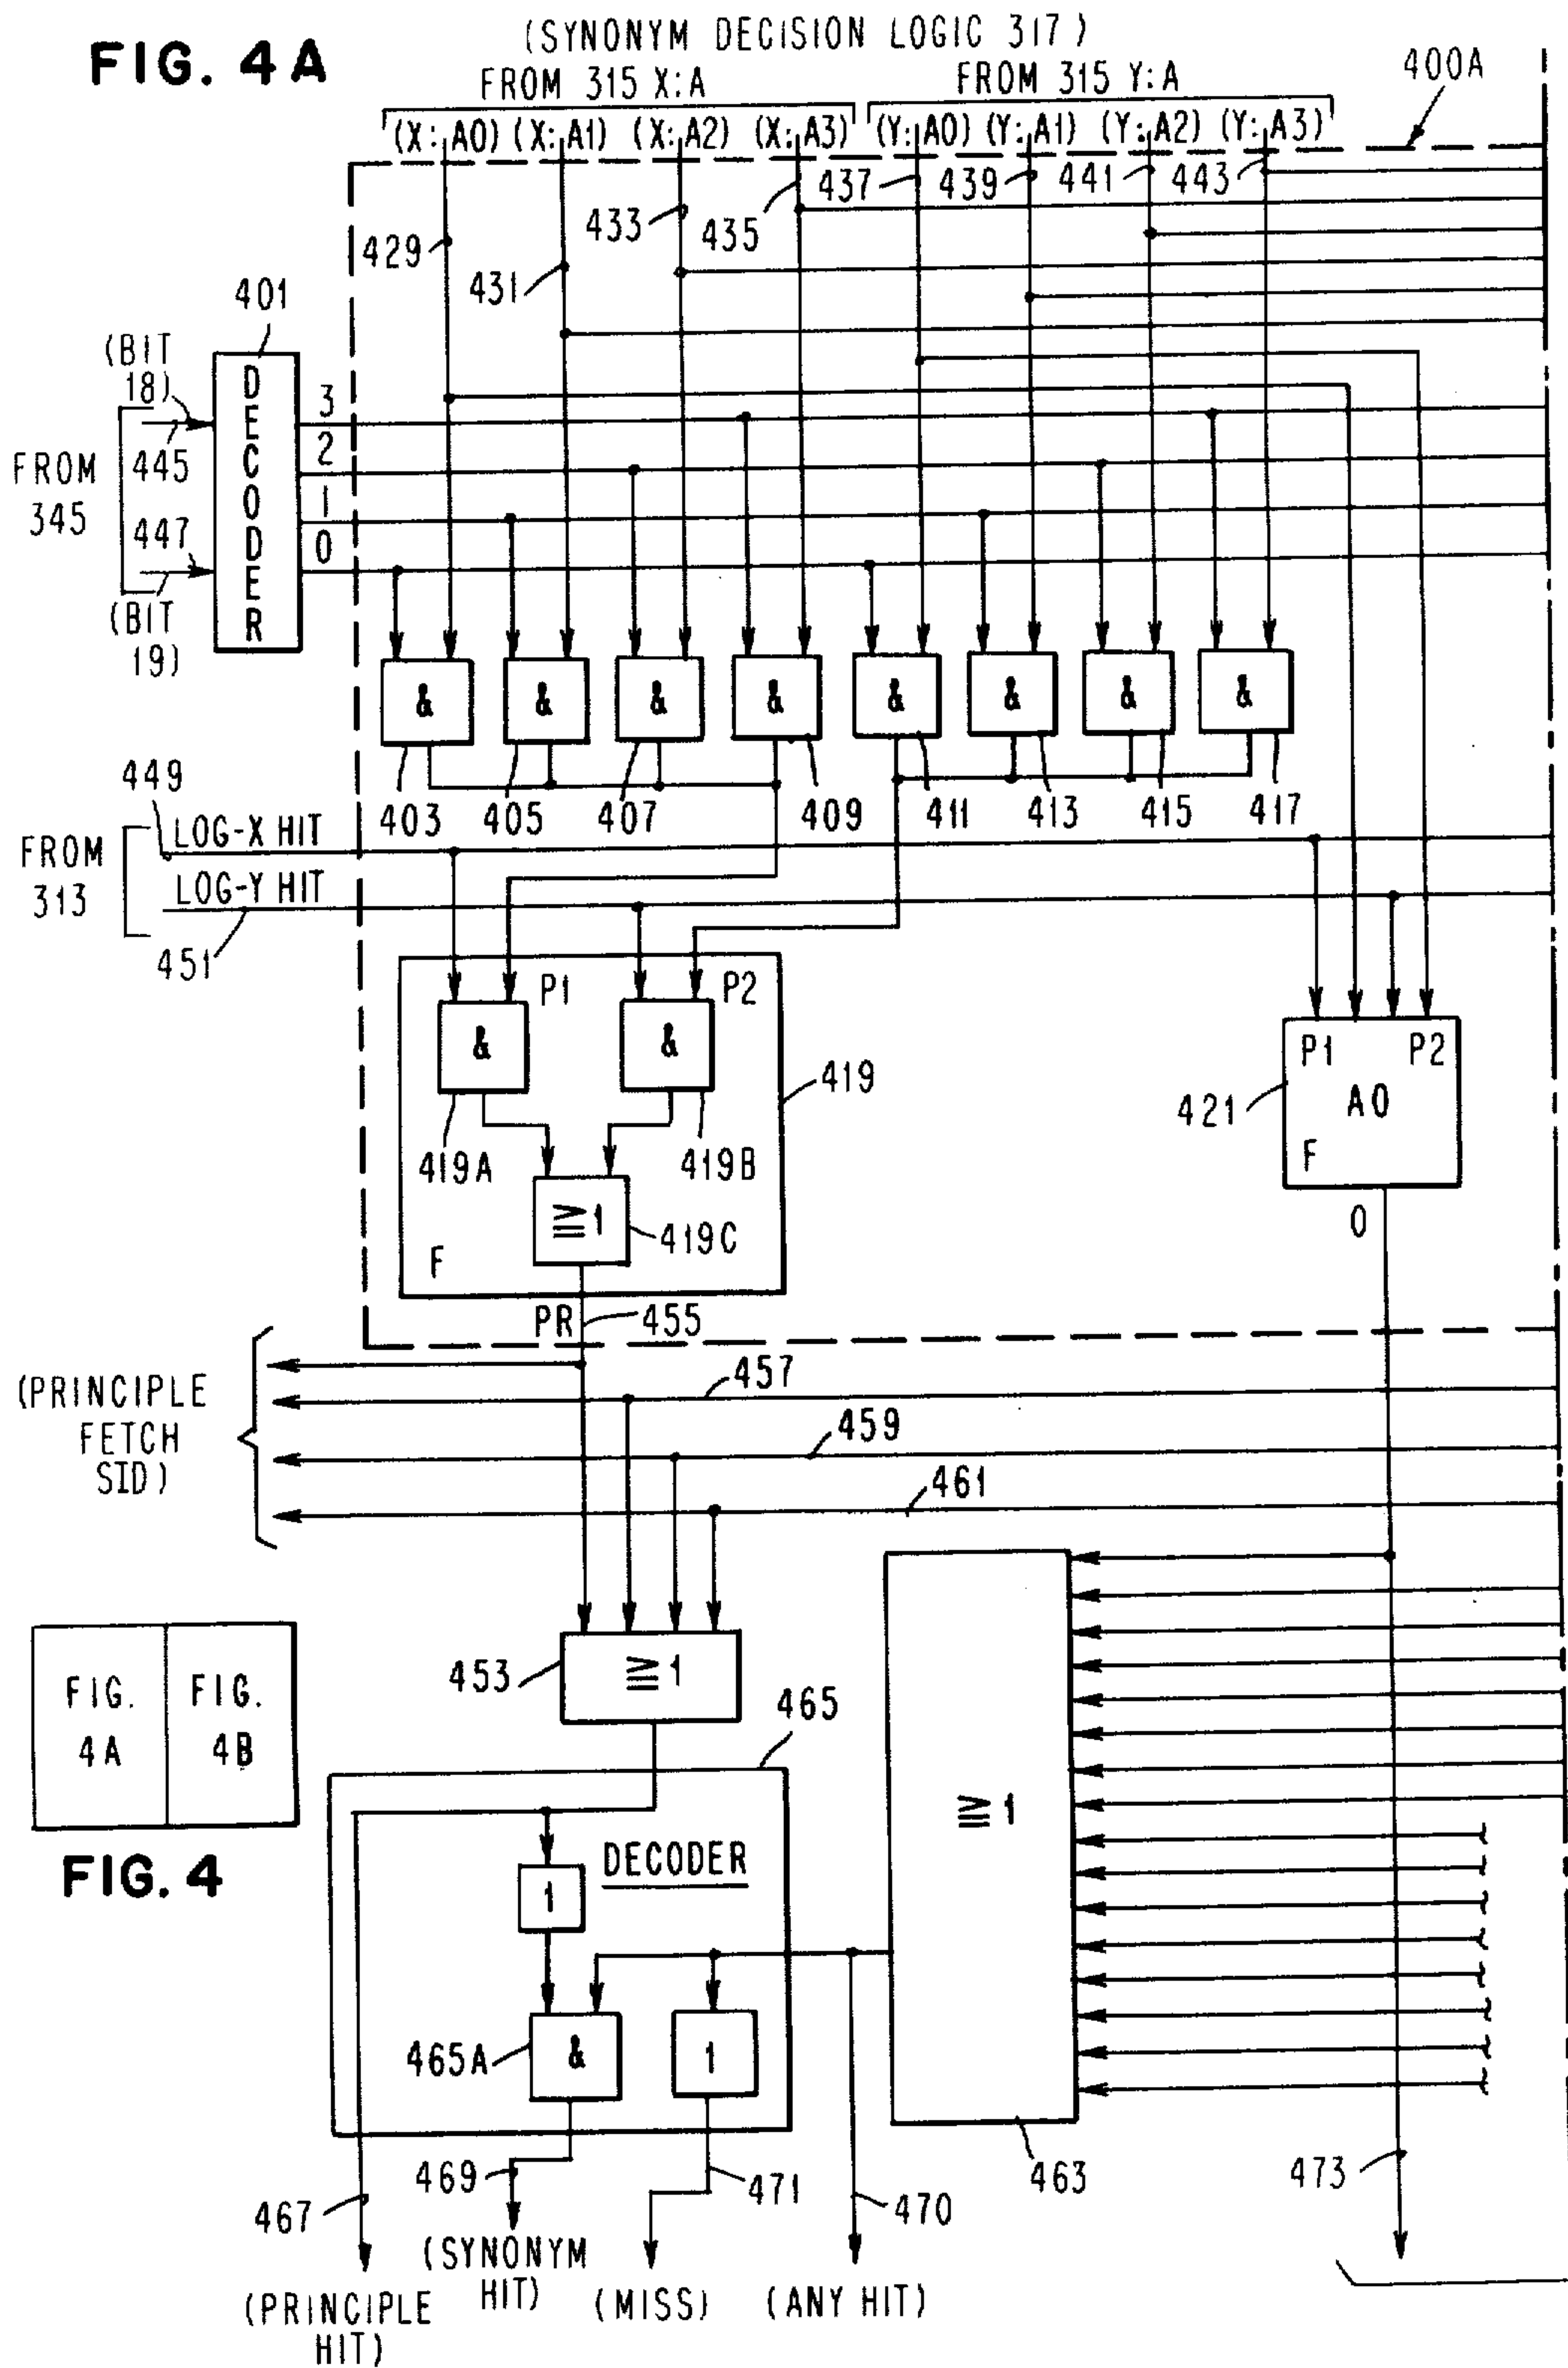 FIG. 4A
(SYNONYM DECISION LOGIC 317)
FROM 315 X:A
FROM 315 Y:A
400A
(X:A0) (X:A1) (X:A2) (X:A3) (Y:A0) (Y:A1) (Y:A2) (Y:A3)
429
431
433
435
437
439
441
443
401
(BIT
18)
FROM
345
445
447
(BIT
19)
DECODER
3
2
1
0
& & & & & & & &
403
405
407
409
411
413
415
417
449
LOG-X HIT
FROM
313
LOG-Y HIT
451
P1
P2
&
&
419
419A
419B
≧1
419C
F
P1 P2
AO
F
421
0
PR
455
(PRINCIPLE
FETCH
SID)
457
459
461
453
≧1
FIG.
4A
FIG.
4B
FIG. 4
465
DECODER
1
465A
&
1
≧1
463
467
469
471
470
473
(PRINCIPLE
HIT)
(SYNONYM
HIT)
(MISS)
(ANY HIT)